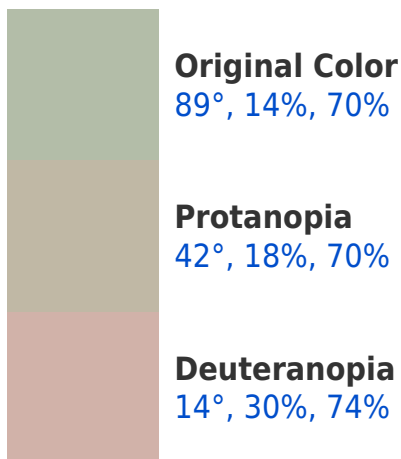 Original Color
89°, 14%, 70%
Protanopia
42°, 18%, 70%
Deuteranopia
14°, 30%, 74%